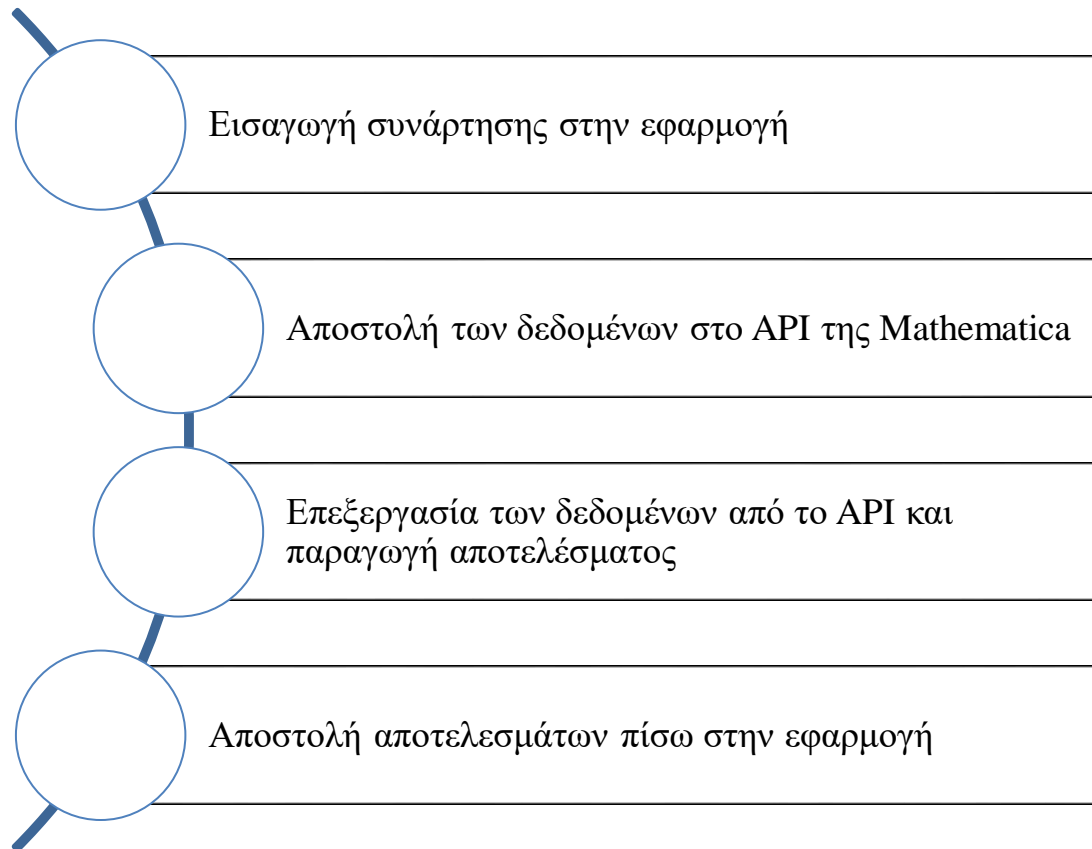 Εισαγωγή συνάρτησης στην εφαρμογή
Αποστολή των δεδομένων στο API της Mathematica
Επεξεργασία των δεδομένων από το API και
παραγωγή αποτελέσματος
Αποστολή αποτελεσμάτων πίσω στην εφαρμογή